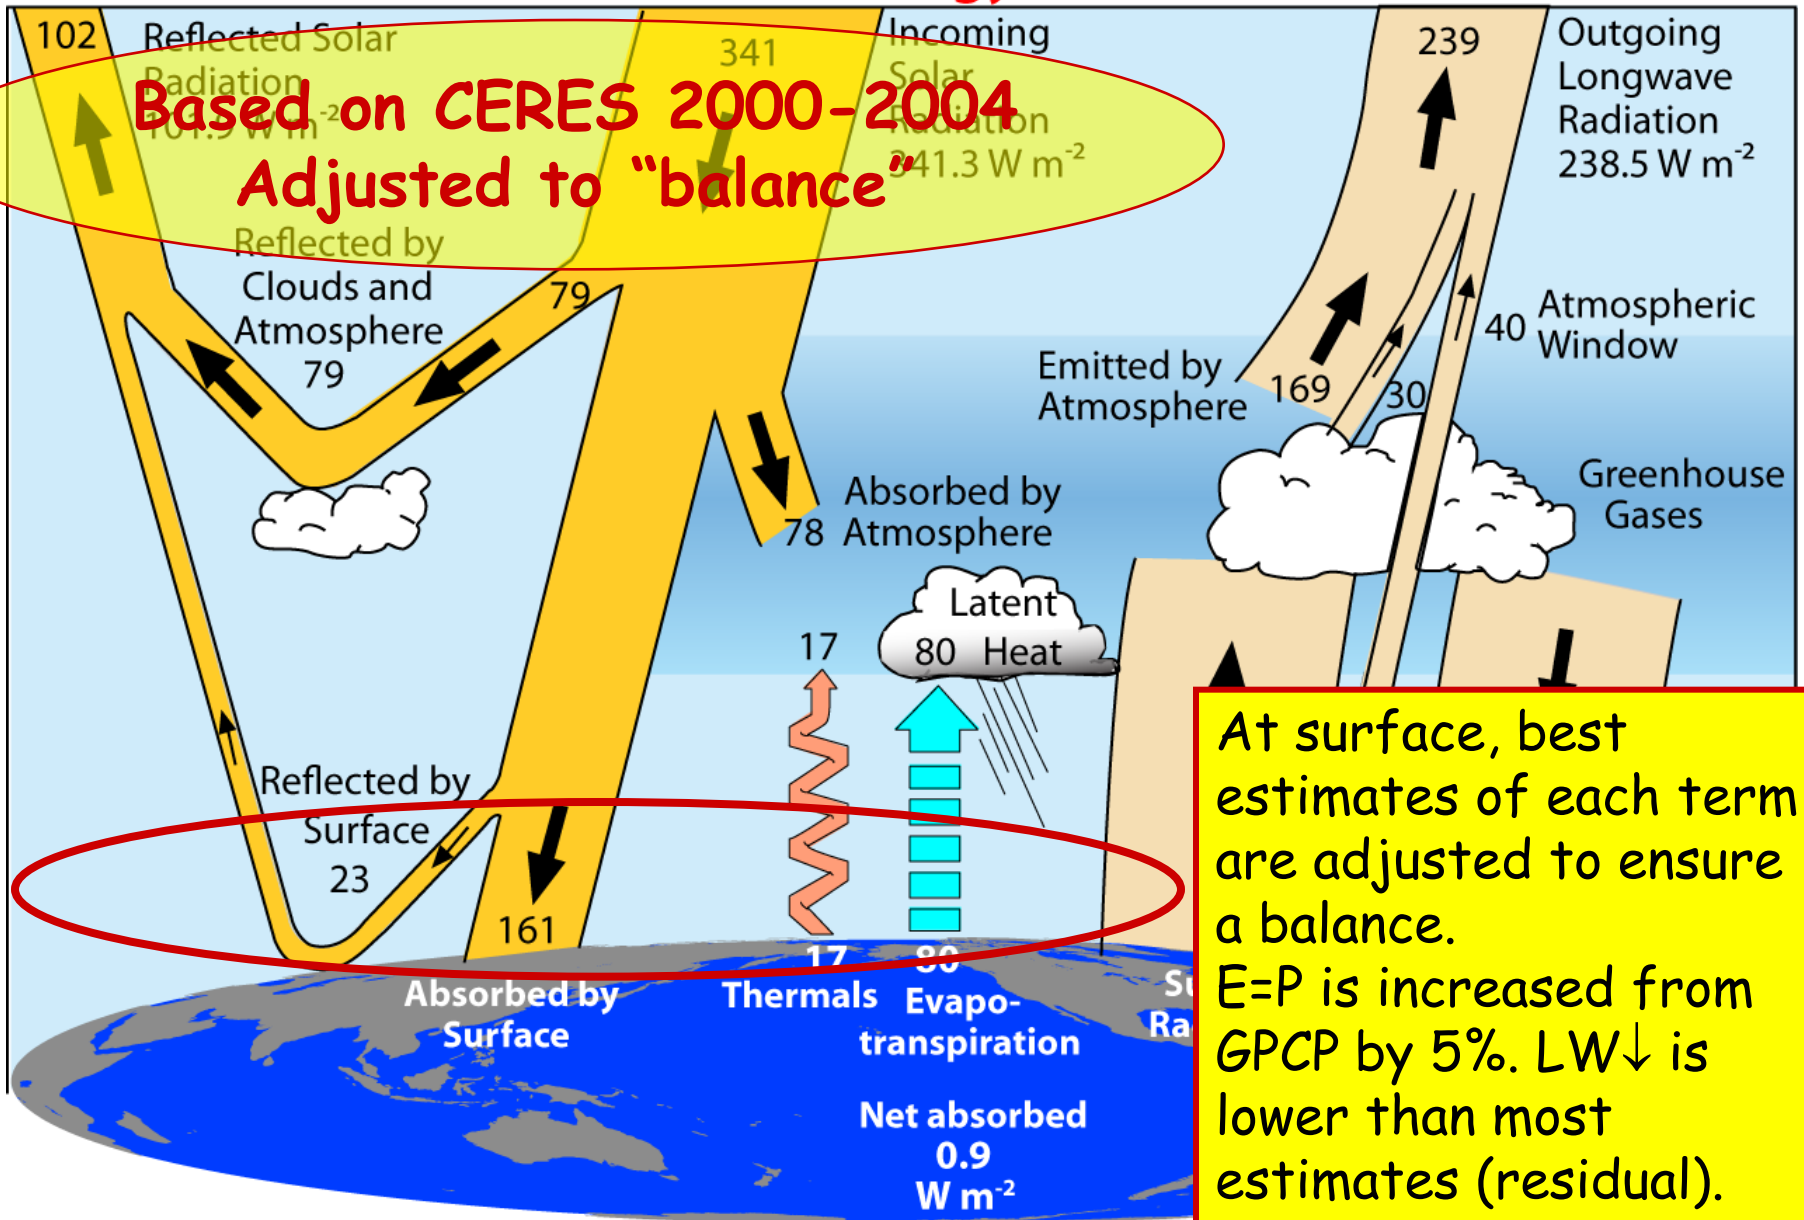 102
Reflected Solar
Radiation
101.9 W m⁻²
341
Incoming
Solar
Radiation
341.3 W m⁻²
239
Outgoing
Longwave
Radiation
238.5 W m⁻²
Based on CERES 2000-2004
Adjusted to “balance”
Reflected by
Clouds and
Atmosphere
79
79
Emitted by
Atmosphere
169
30
40
Atmospheric
Window
Greenhouse
Gases
Absorbed by
78 Atmosphere
Latent
80 Heat
17
Reflected by
Surface
23
161
Absorbed by
Surface
17
Thermals
80
Evapo-
transpiration
Net absorbed
0.9
W m⁻²
At surface, best
estimates of each term
are adjusted to ensure
a balance.
E=P is increased from
GPCP by 5%. LW↓ is
lower than most
estimates (residual).